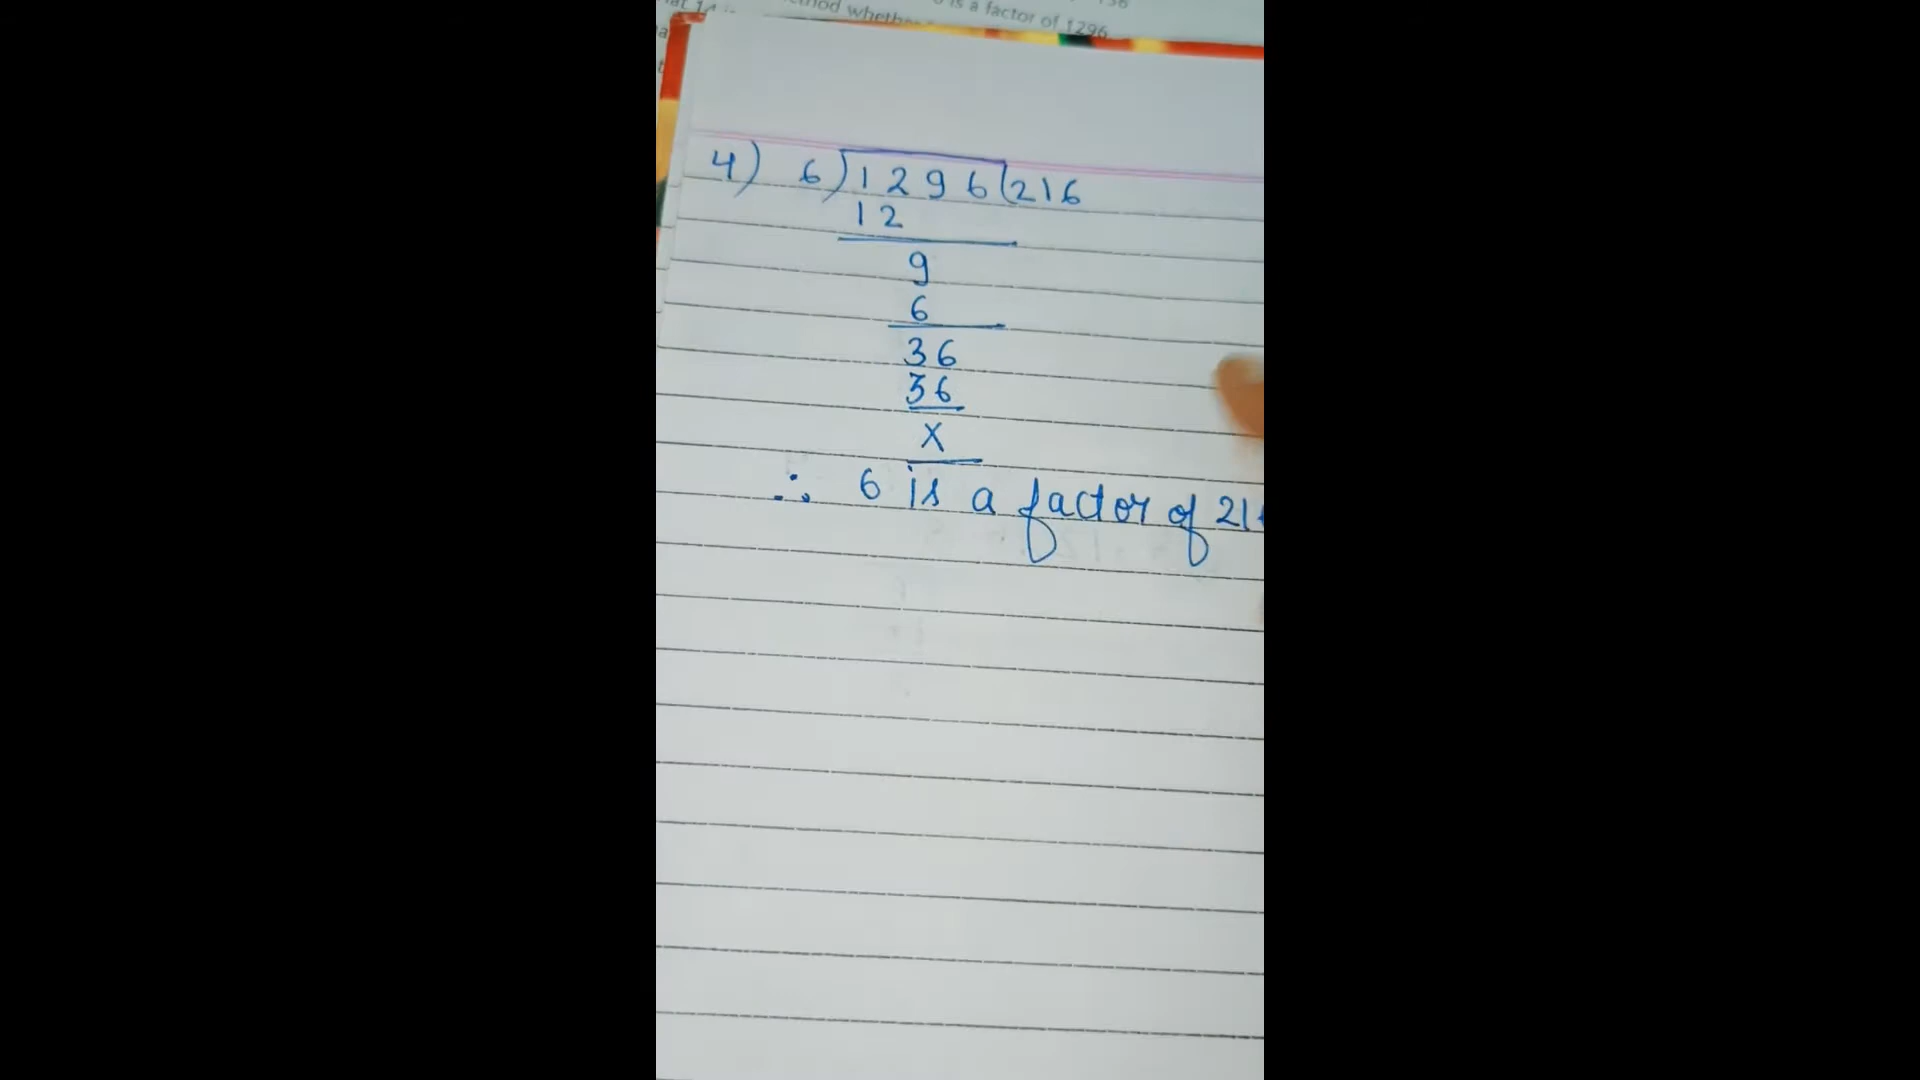 is a factor of 1296
4) 6)1296(216
12
9
6
36
36
x
∴ 6 is a factor of 21